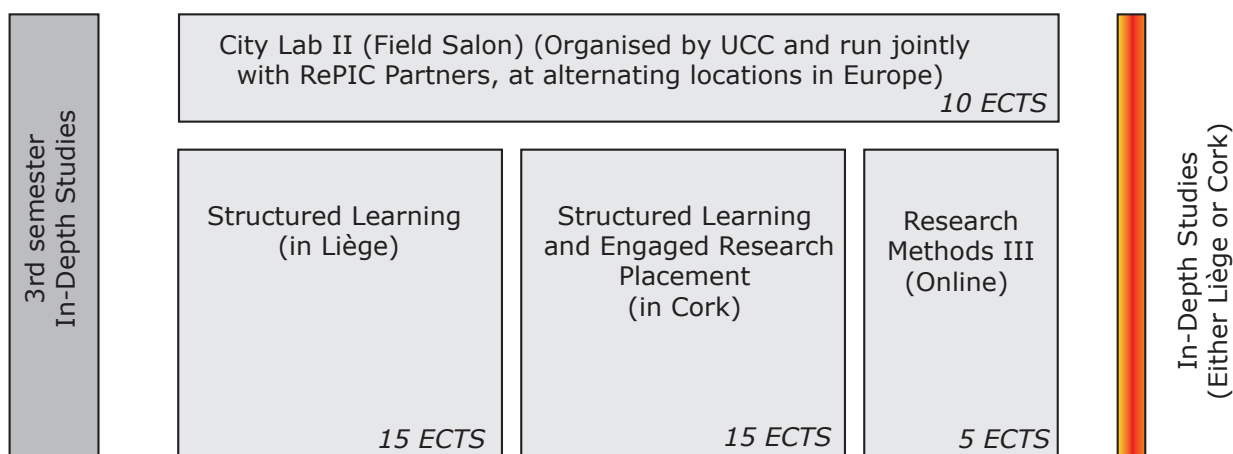 3rd semester
In-Depth Studies
City Lab II (Field Salon) (Organised by UCC and run jointly
with RePIC Partners, at alternating locations in Europe)
10 ECTS
Structured Learning
(in Liège)
15 ECTS
Structured Learning
and Engaged Research
Placement
(in Cork)
15 ECTS
Research
Methods III
(Online)
5 ECTS
In-Depth Studies
(Either Liège or Cork)